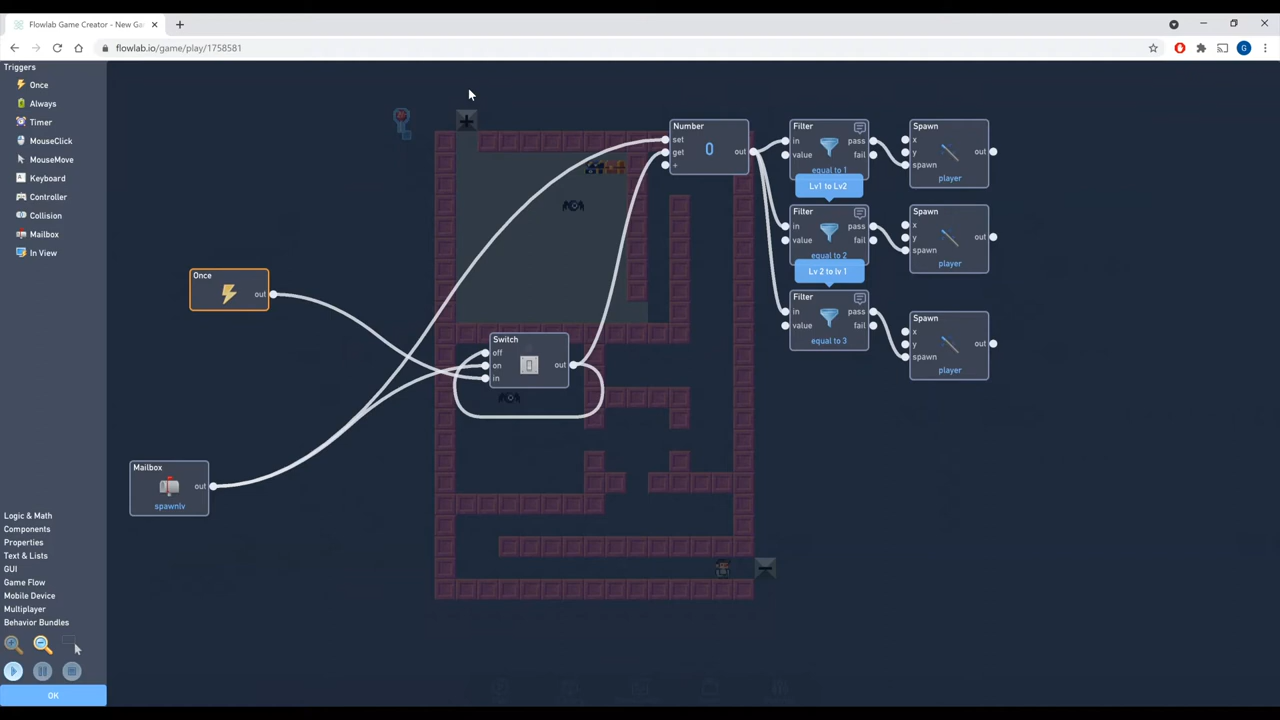 Flowlab Game Creator - New Ga
flowlab.io/game/play/1758581
G
Triggers
Once
Always
Timer
MouseClick
MouseMove
Keyboard
Controller
Collision
Mailbox
In View
Logic & Math
Components
Properties
Text & Lists
GUI
Game Flow
Mobile Device
Multiplayer
Behavior Bundles
OK
Once
out
Mailbox
out
spawnlv
Switch
off
on
in
out
Number
set
get
+
0
out
Filter
in
value
pass
fail
equal to 1
Spawn
x
y
spawn
out
player
Lv1 to Lv2
Filter
in
value
pass
fail
equal to 2
Spawn
x
y
spawn
out
player
Lv 2 to lv 1
Filter
in
value
pass
fail
equal to 3
Spawn
x
y
spawn
out
player